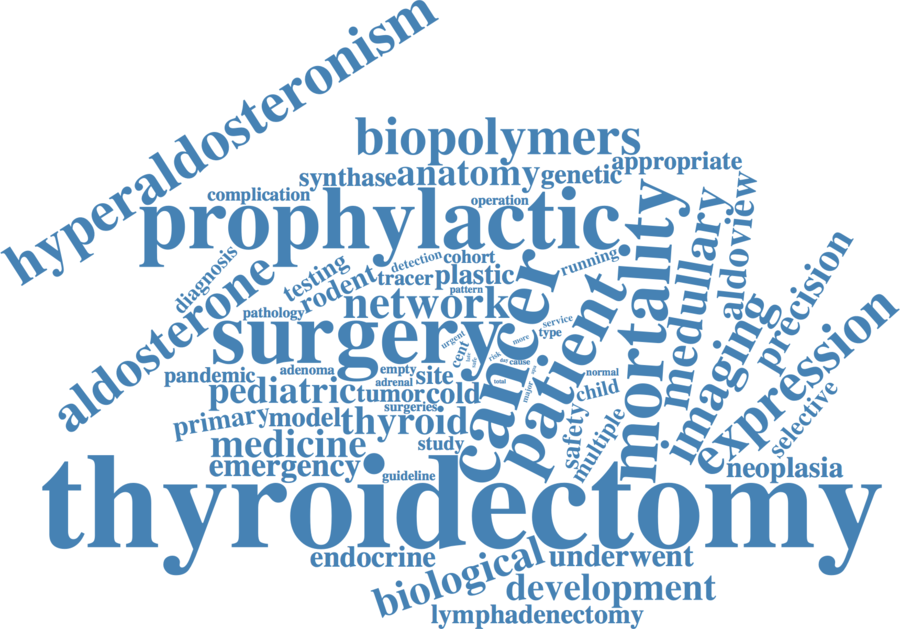 hyperaldosteronism
biopolymers
appropriate
synthase
anatomy
genetic
complication
operation
prophylactic
mortality
medullary
aldoview
diagnosis
testing
rodent
detection
cohort
tracer
plastic
running
precision
pattern
aldosterone
pathology
network
cancer
patient
imaging
expression
surgery
urgent
cent
more
service
type
risk
cause
pandemic
adenoma
empty
adrenal
site
total
major
normal
child
pediatric
tumor
cold
surgeries
primary
model
thyroid
safety
multiple
selective
medicine
study
emergency
guideline
neoplasia
thyroidectomy
endocrine
biological
underwent
development
lymphadenectomy